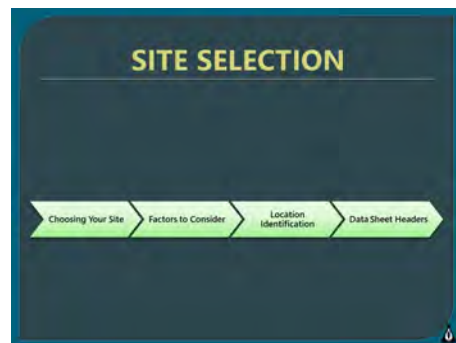 SITE SELECTION
Choosing Your Site
Factors to Consider
Location
Identification
Data Sheet Headers